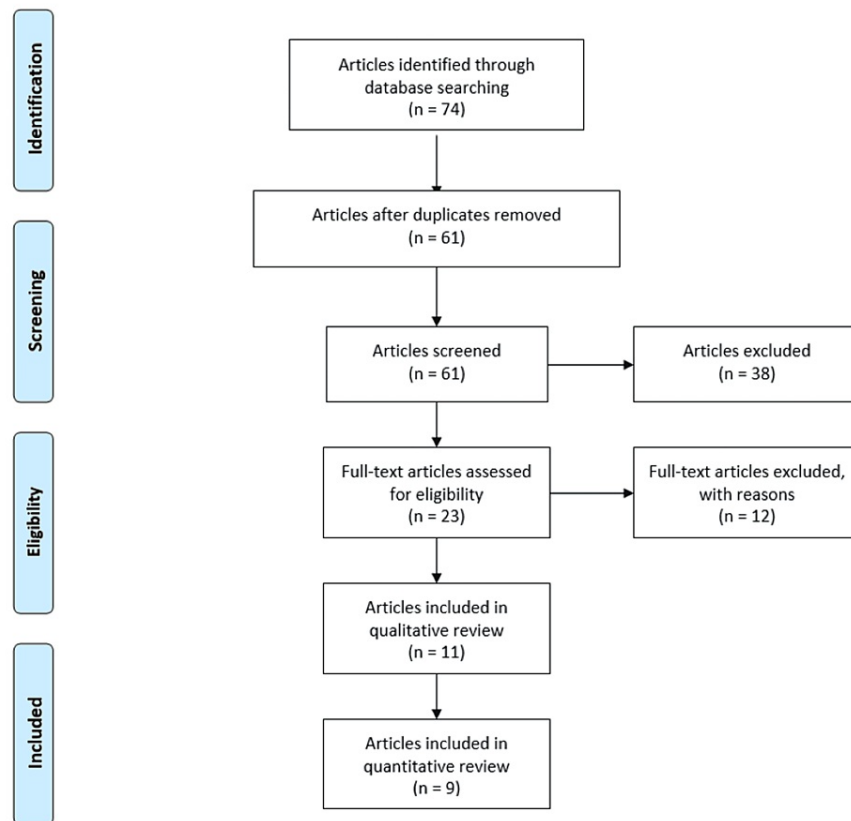 Identification
Articles identified through
database searching
(n = 74)
Articles after duplicates removed
(n = 61)
Screening
Articles screened
(n = 61)
Articles excluded
(n = 38)
Eligibility
Full-text articles assessed
for eligibility
(n = 23)
Full-text articles excluded,
with reasons
(n = 12)
Articles included in
qualitative review
(n = 11)
Included
Articles included in
quantitative review
(n = 9)